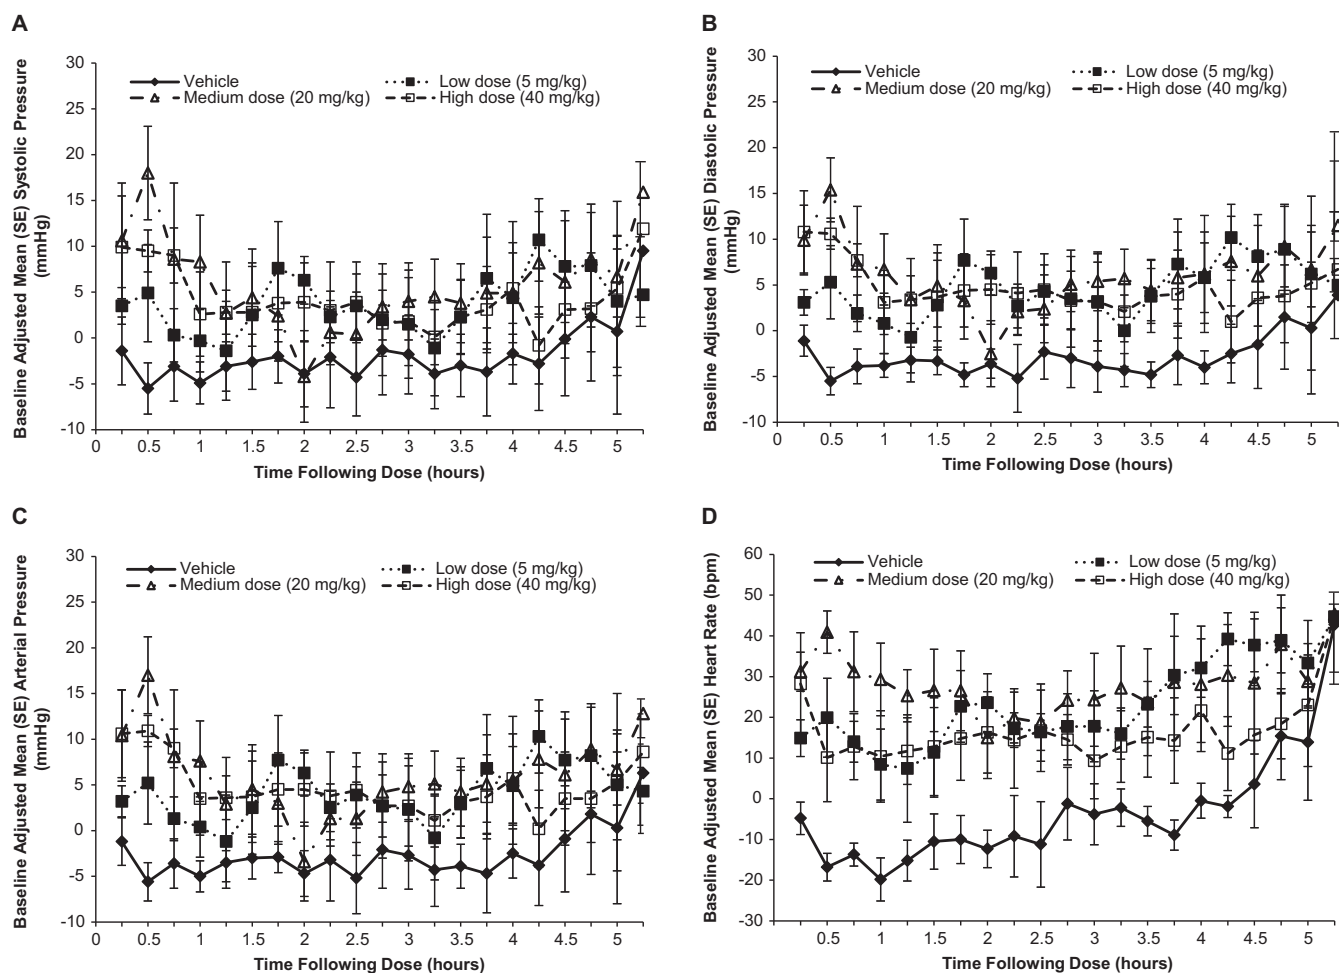 A
Baseline Adjusted Mean (SE) Systolic Pressure
(mmHg)
30
25
20
15
10
5
0
-5
-10
Vehicle
Low dose (5 mg/kg)
Medium dose (20 mg/kg)
High dose (40 mg/kg)
0
0.5
1
1.5
2
2.5
3
3.5
4
4.5
5
Time Following Dose (hours)
B
Baseline Adjusted Mean (SE) Diastolic Pressure
(mmHg)
30
25
20
15
10
5
0
-5
-10
Vehicle
Low dose (5 mg/kg)
Medium dose (20 mg/kg)
High dose (40 mg/kg)
0
0.5
1
1.5
2
2.5
3
3.5
4
4.5
5
Time Following Dose (hours)
C
Baseline Adjusted Mean (SE) Arterial Pressure
(mmHg)
30
25
20
15
10
5
0
-5
-10
Vehicle
Low dose (5 mg/kg)
Medium dose (20 mg/kg)
High dose (40 mg/kg)
0
0.5
1
1.5
2
2.5
3
3.5
4
4.5
5
Time Following Dose (hours)
D
Baseline Adjusted Mean (SE) Heart Rate (bpm)
60
50
40
30
20
10
0
-10
-20
-30
Vehicle
Low dose (5 mg/kg)
Medium dose (20 mg/kg)
High dose (40 mg/kg)
0.5
1
1.5
2
2.5
3
3.5
4
4.5
5
Time Following Dose (hours)